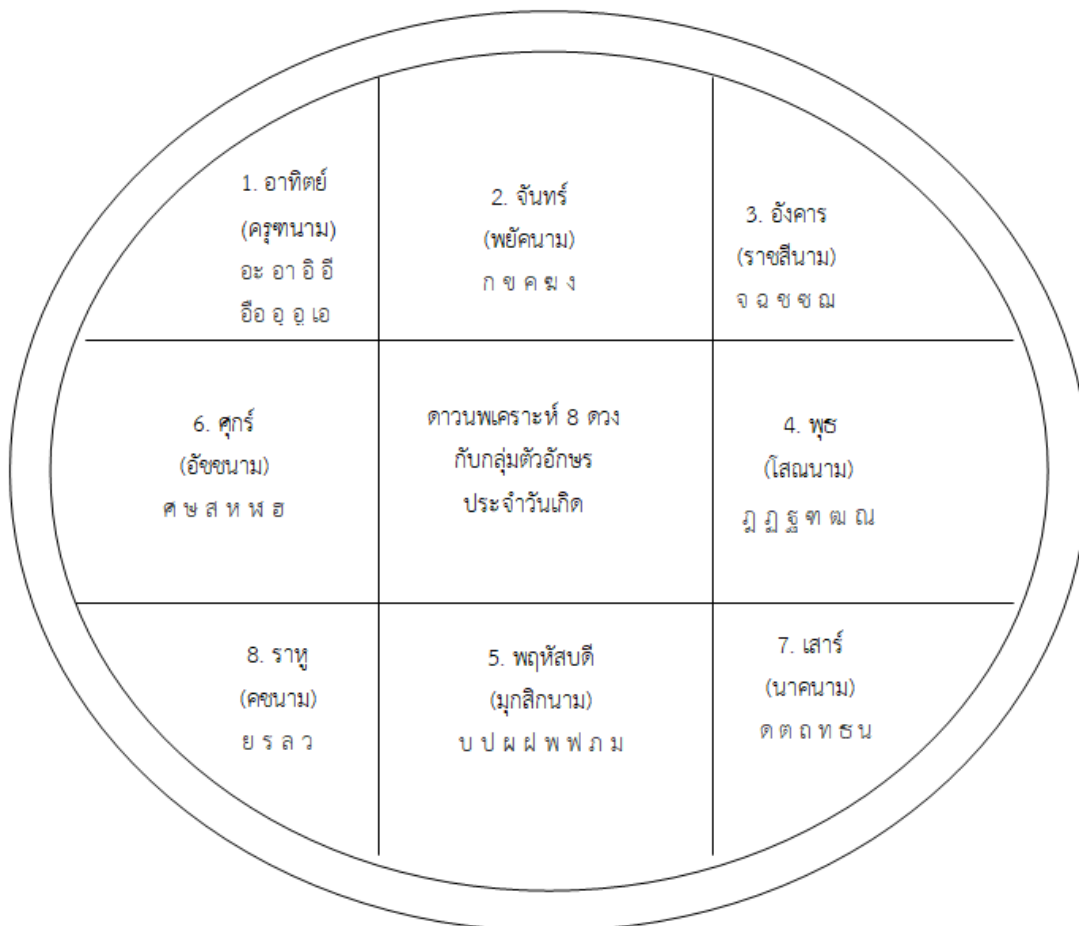 1. อาทิตย์
(ครุฑนาม)
อะ อา อิ อี
อือ อุ อู เอ
2. จันทร์
(พยัคนาม)
ก ข ค ฆ ง
3. อังคาร
(ราชสีนาม)
จ ฉ ช ซ ฌ
6. ศุกร์
(อัชชนาม)
ศ ษ ส ห ฬ ฮ
ดาวนพเคราะห์ 8 ดวง
กับกลุ่มตัวอักษร
ประจำวันเกิด
4. พุธ
(โสณนาม)
ฎ ฏ ฐ ฑ ฒ ณ
8. ราหู
(คชนาม)
ย ร ล ว
5. พฤหัสบดี
(มุกสิกนาม)
บ ป ผ ฝ พ ฟ ภ ม
7. เสาร์
(นาคนาม)
ด ต ถ ท ธ น